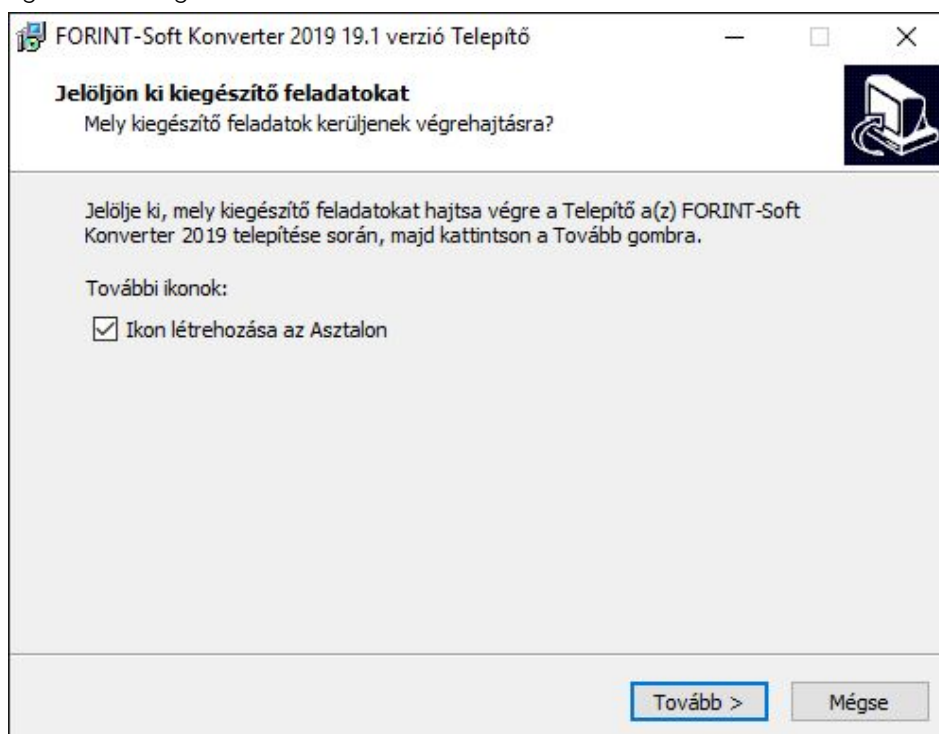 FORINT-Soft Konverter 2019 19.1 verzió Telepítő
Jelöljön ki kiegészítő feladatokat
Mely kiegészítő feladatok kerüljenek végrehajtásra?
Jelölje ki, mely kiegészítő feladatokat hajtsa végre a Telepítő a(z) FORINT-Soft
Konverter 2019 telepítése során, majd kattintson a Tovább gombra.
További ikonok:
Ikon létrehozása az Asztalon
Tovább >
Mégse